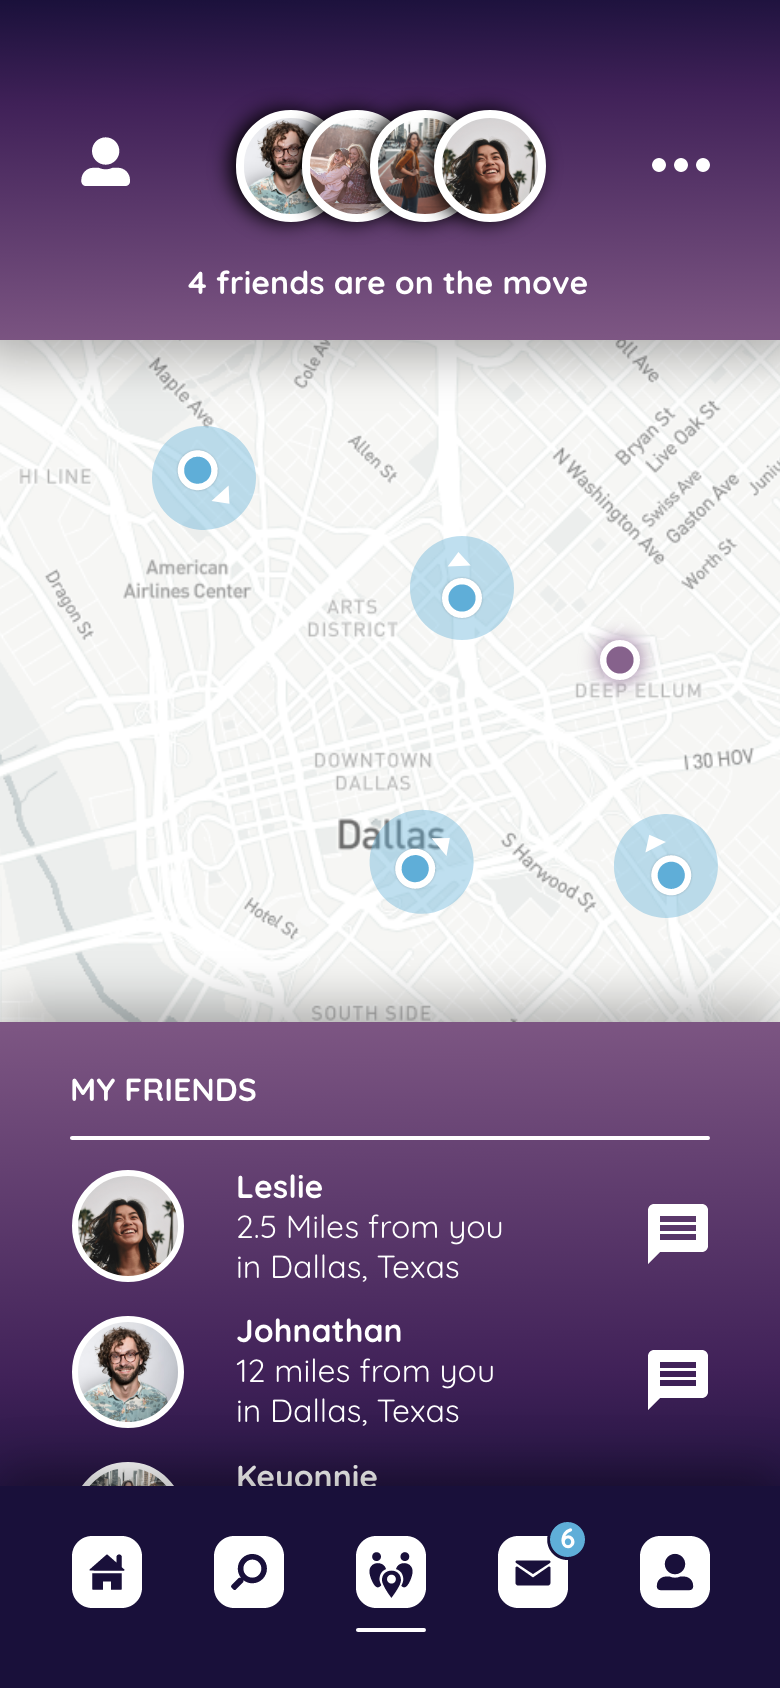 4 friends are on the move
Maple Ave
Cole Av
oll Ave
Allen St
Bryan St
Live Oak St
HI LINE
N Washington Ave
Swiss Ave
Gaston Ave
Juniu
Worth St
American
Airlines Center
Dragon St
ARTS
DISTRICT
DEEP ELLUM
DOWNTOWN
DALLAS
I 30 HOV
Dallas
S Harwood St
Hotel St
SOUTH SIDE
MY FRIENDS
Leslie
2.5 Miles from you
in Dallas, Texas
Johnathan
12 miles from you
in Dallas, Texas
Keyonnie
6